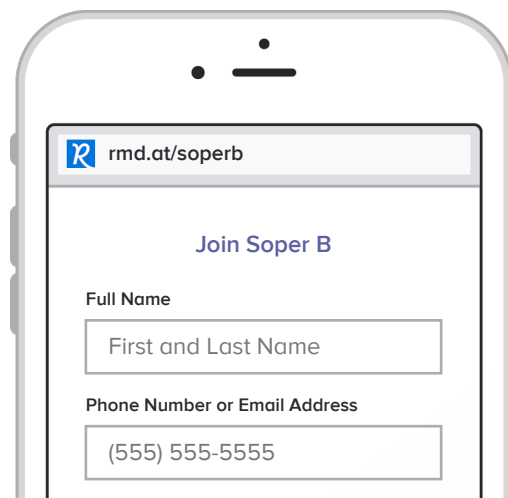 rmd.at/soperb
Join Soper B
Full Name
First and Last Name
Phone Number or Email Address
(555) 555-5555